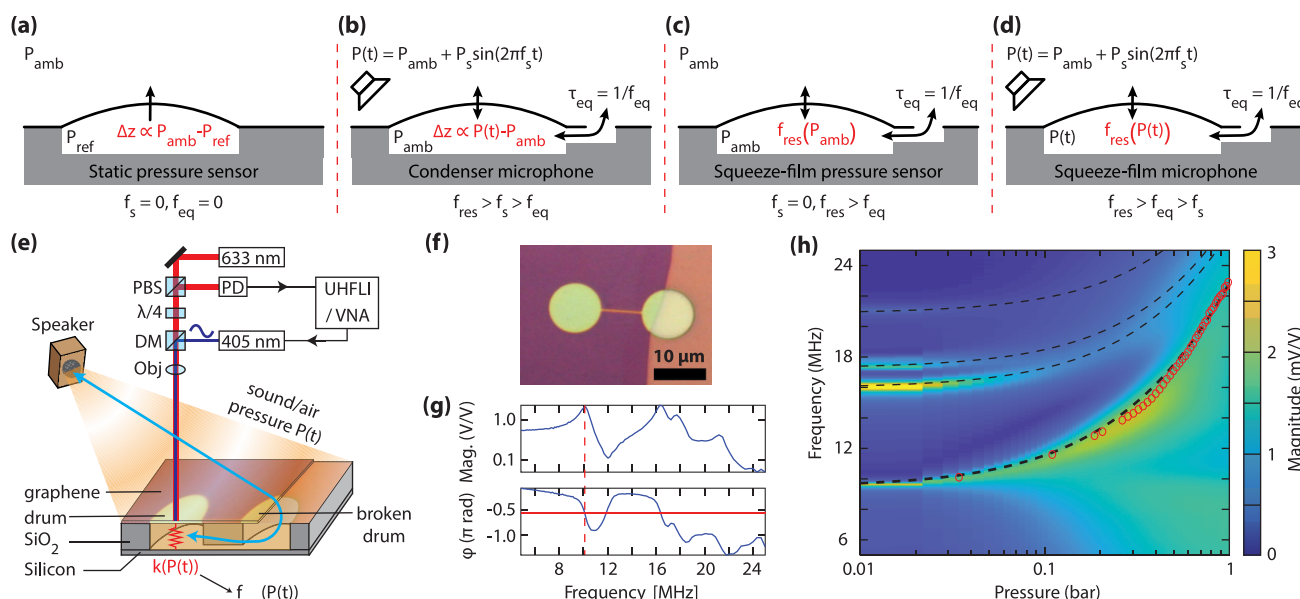 (a)
P_amb
P_ref
Δz ∝ P_amb-P_ref
Static pressure sensor
f_s = 0, f_eq = 0
(b)
P(t) = P_amb + P_s sin(2πf_s t)
τ_eq = 1/f_eq
P_amb
Δz ∝ P(t)-P_amb
Condenser microphone
f_res > f_s > f_eq
(c)
P_amb
τ_eq = 1/f_eq
P_amb
f_res(P_amb)
Squeeze-film pressure sensor
f_s = 0, f_res > f_eq
(d)
P(t) = P_amb + P_s sin(2πf_s t)
τ_eq = 1/f_eq
P(t)
f_res(P(t))
Squeeze-film microphone
f_res > f_eq > f_s
(e)
633 nm
PBS
PD
UHFLI
/ VNA
λ/4
DM
405 nm
Obj
Speaker
sound/air
pressure P(t)
graphene
drum
SiO2
Silicon
broken
drum
k(P(t))
f (P(t))
(f)
10 μm
(g)
Mag. (V/V)
1.0
0.1
φ (π rad)
-0.5
-1.0
8 12 16 20 24
Frequency [MHz]
(h)
Frequency (MHz)
24
18
12
6
0.01 0.1 1
Pressure (bar)
3
2
1
0
Magnitude (mV/V)